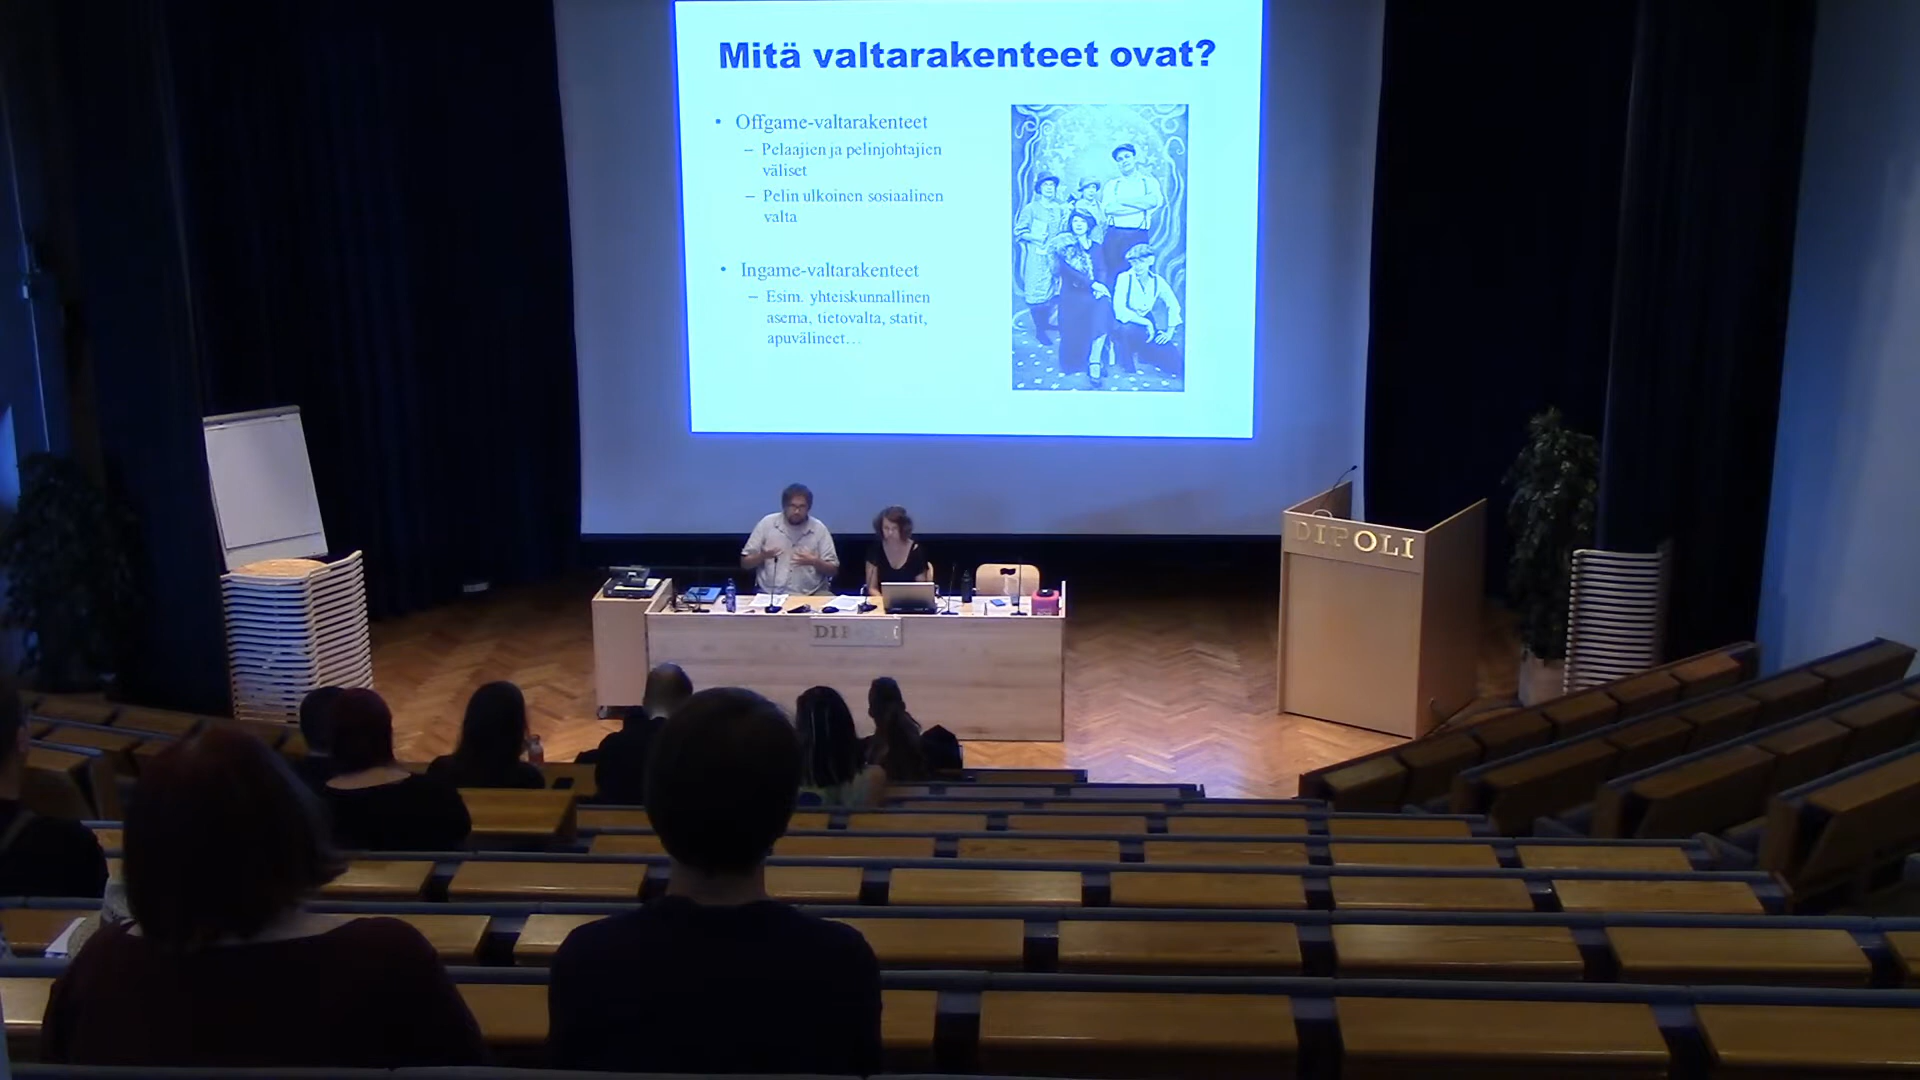 Mitä valtarakenteet ovat?
• Offgame-valtarakenteet
– Pelaajien ja pelinjohtajien
väliset
– Pelin ulkoinen sosiaalinen
valta
• Ingame-valtarakenteet
– Esim. yhteiskunnallinen
asema, tietovalta, statit,
apuvälineet…
DIPOLI
DIPOLI